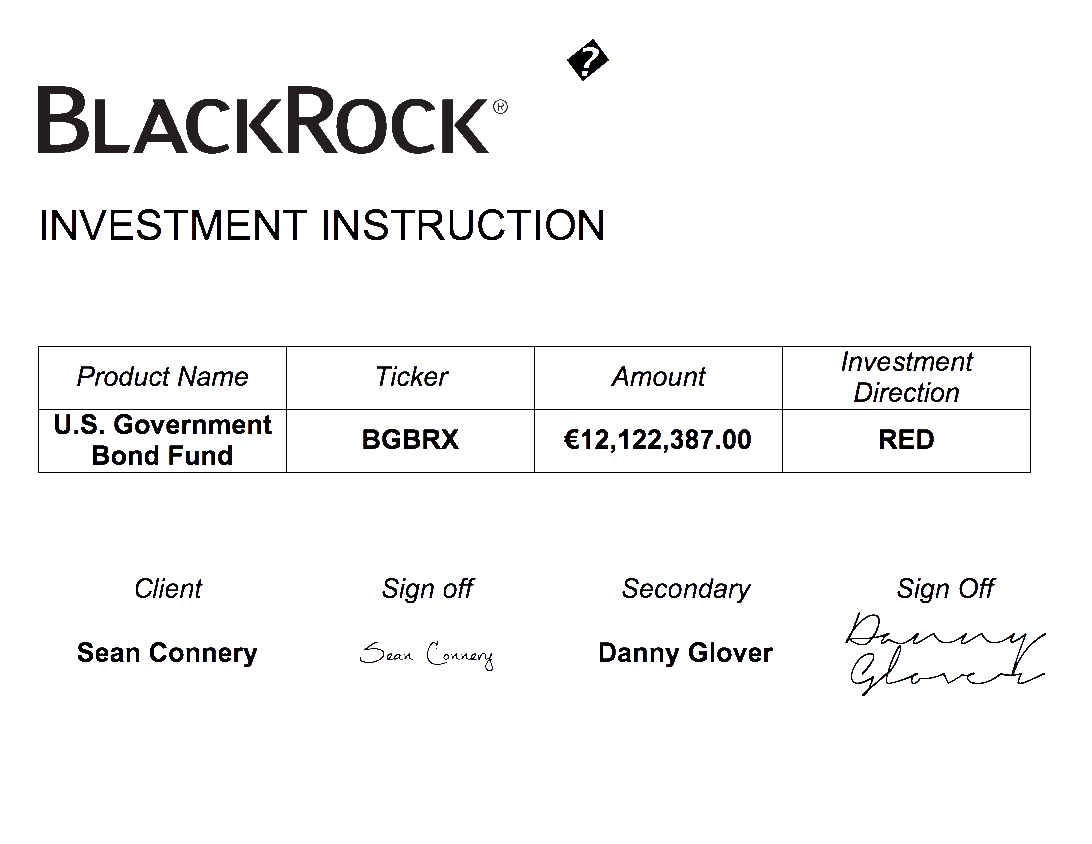 �
BLACKROCK®
INVESTMENT INSTRUCTION
Product Name Ticker Amount Investment Direction
U.S. Government Bond Fund BGBRX €12,122,387.00 RED
Client Sign off Secondary Sign Off
Sean Connery Sean Connery Danny Glover Danny Glover